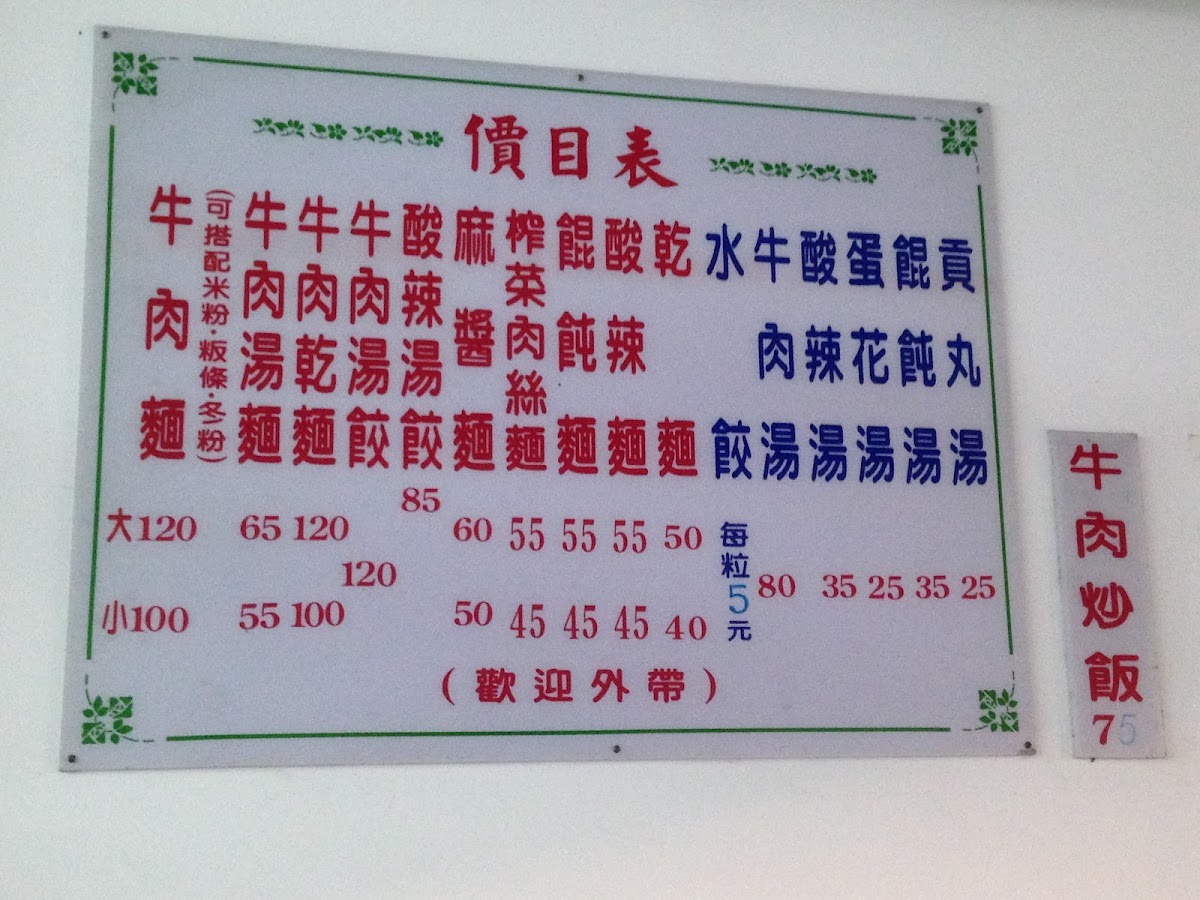 價目表
牛肉麵
(可搭配米粉·粄條·冬粉)
牛肉湯麵
牛肉乾麵
牛肉湯餃
酸辣湯餃
麻醬麵
榨菜肉絲麵
餛飩麵
酸辣麵
乾麵
水餃
牛肉湯
酸辣湯
蛋花湯
餛飩湯
貢丸湯
大120 65 120 85 60 55 55 55 50
120
每粒5元
80 35 25 35 25
小100 55 100 50 45 45 45 40
(歡迎外帶)
牛肉炒飯
75